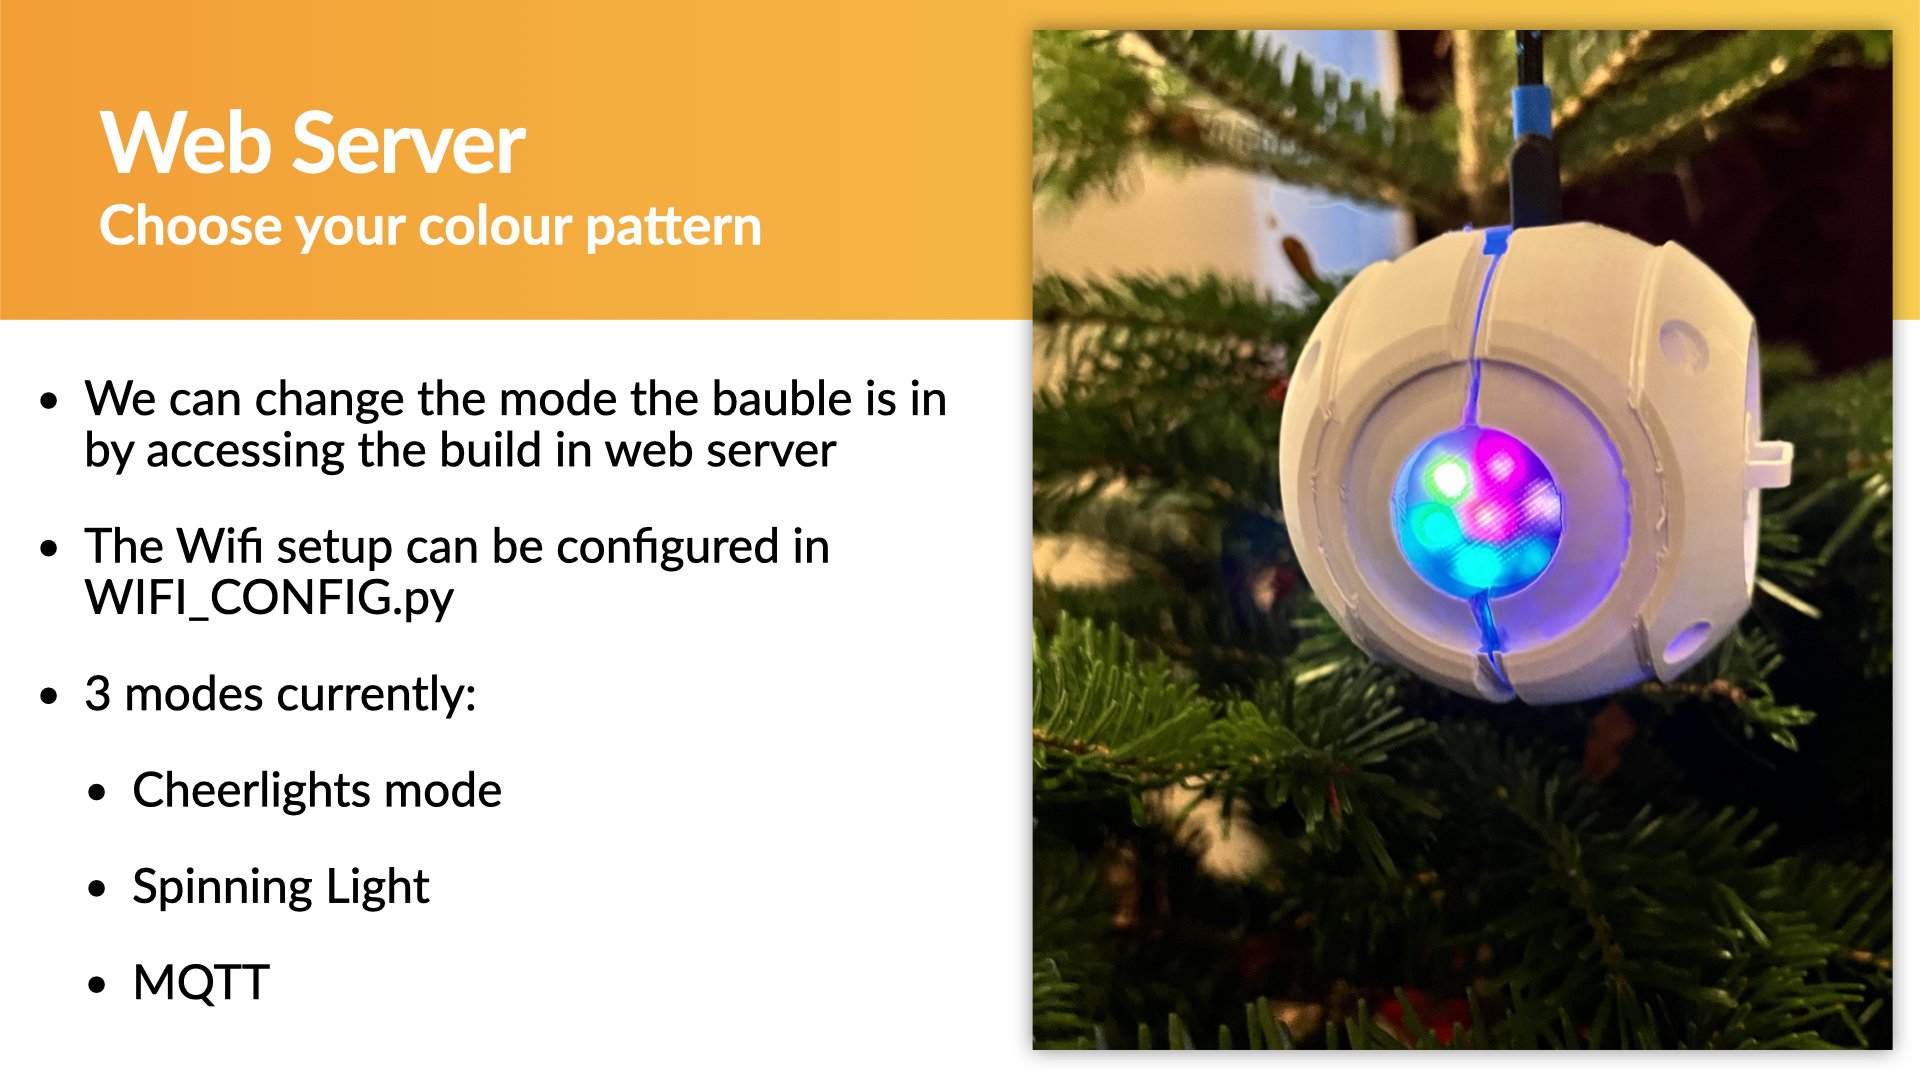 Web Server
Choose your colour pattern
• We can change the mode the bauble is in
by accessing the build in web server
• The Wifi setup can be configured in
WIFI_CONFIG.py
• 3 modes currently:
• Cheerlights mode
• Spinning Light
• MQTT